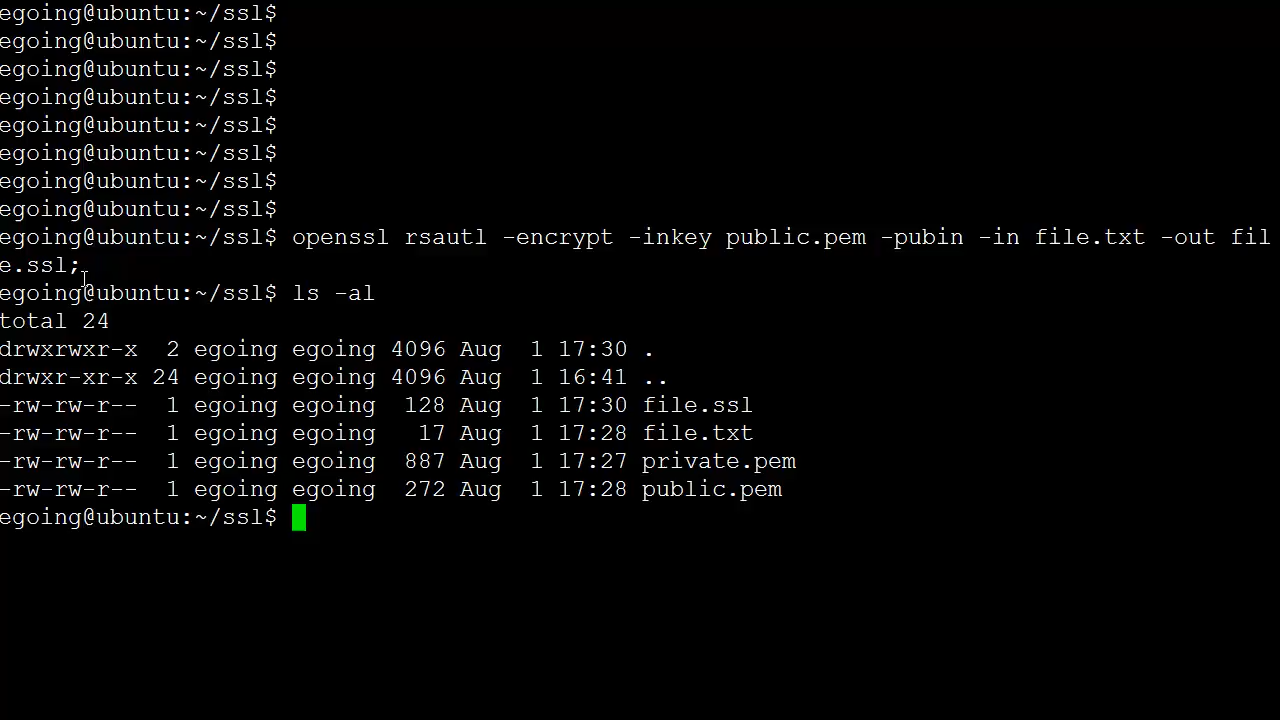 egoing@ubuntu:~/ssl$
egoing@ubuntu:~/ssl$
egoing@ubuntu:~/ssl$
egoing@ubuntu:~/ssl$
egoing@ubuntu:~/ssl$
egoing@ubuntu:~/ssl$
egoing@ubuntu:~/ssl$
egoing@ubuntu:~/ssl$
egoing@ubuntu:~/ssl$ openssl rsautl -encrypt -inkey public.pem -pubin -in file.txt -out fil
e.ssl;
egoing@ubuntu:~/ssl$ ls -al
total 24
drwxrwxr-x  2 egoing egoing 4096 Aug  1 17:30 .
drwxr-xr-x 24 egoing egoing 4096 Aug  1 16:41 ..
-rw-rw-r--  1 egoing egoing  128 Aug  1 17:30 file.ssl
-rw-rw-r--  1 egoing egoing   17 Aug  1 17:28 file.txt
-rw-rw-r--  1 egoing egoing  887 Aug  1 17:27 private.pem
-rw-rw-r--  1 egoing egoing  272 Aug  1 17:28 public.pem
egoing@ubuntu:~/ssl$